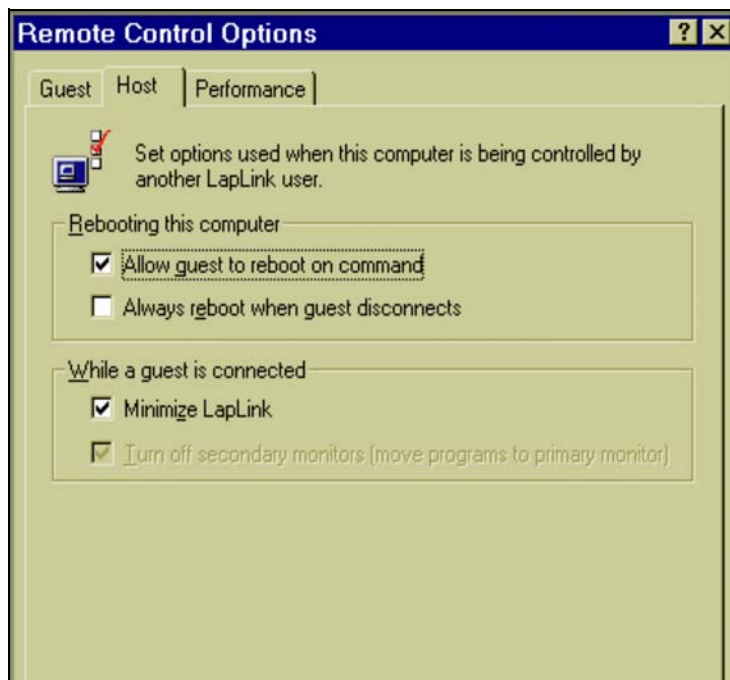 Remote Control Options
Guest Host Performance
Set options used when this computer is being controlled by
another LapLink user.
Rebooting this computer
Allow guest to reboot on command
Always reboot when guest disconnects
While a guest is connected
Minimize LapLink
Turn off secondary monitors (move programs to primary monitor)